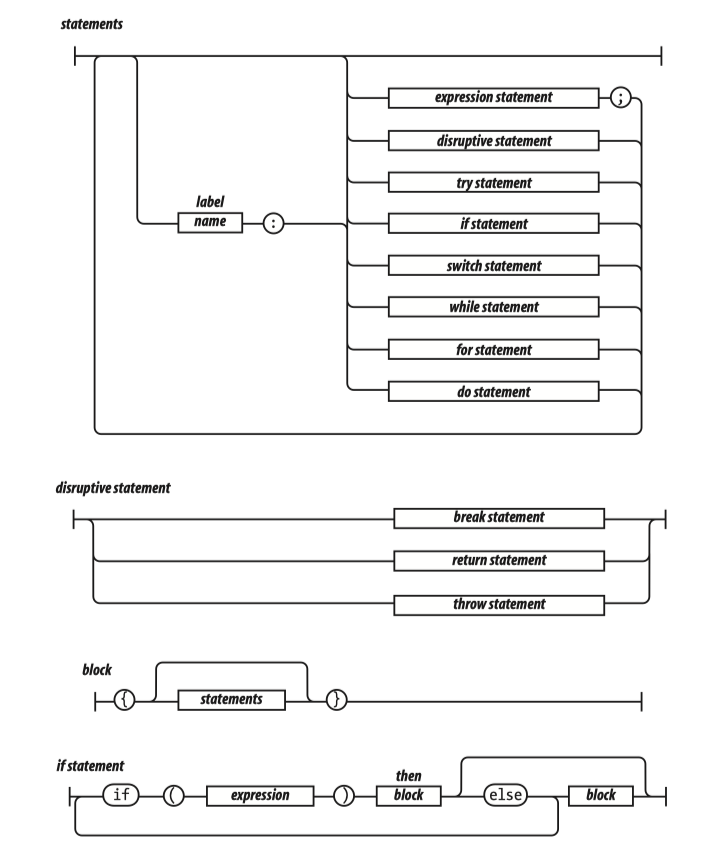 statements
expression statement ;
disruptive statement
try statement
label
name : if statement
switch statement
while statement
for statement
do statement
disruptive statement
break statement
return statement
throw statement
block
{ statements }
if statement
then
if ( expression ) block else block